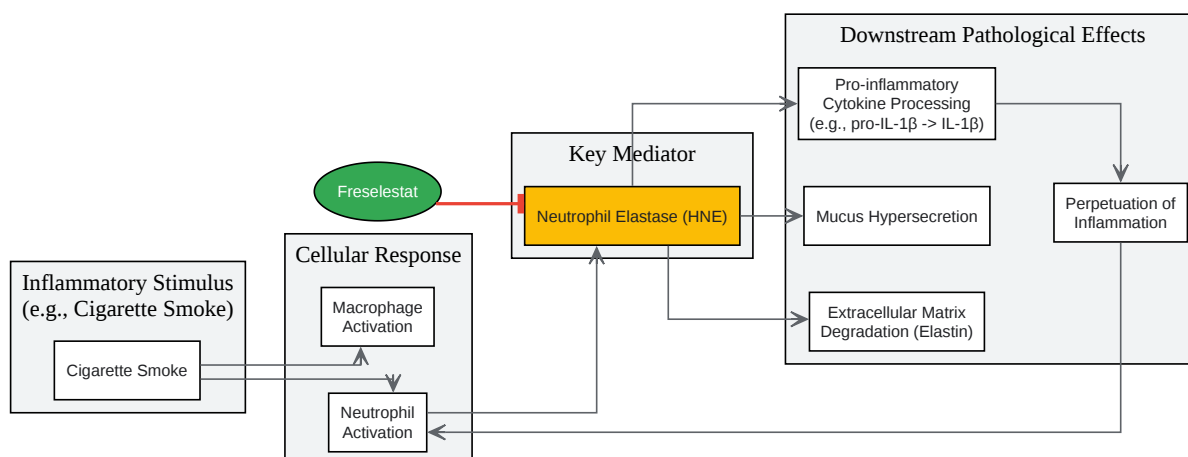 Downstream Pathological Effects
Pro-inflammatory
Cytokine Processing
(e.g., pro-IL-1β -> IL-1β)
Key Mediator
Freselestat
Neutrophil Elastase (HNE)
Mucus Hypersecretion
Perpetuation of
Inflammation
Cellular Response
Inflammatory Stimulus
(e.g., Cigarette Smoke)
Macrophage
Activation
Extracellular Matrix
Degradation (Elastin)
Cigarette Smoke
Neutrophil
Activation